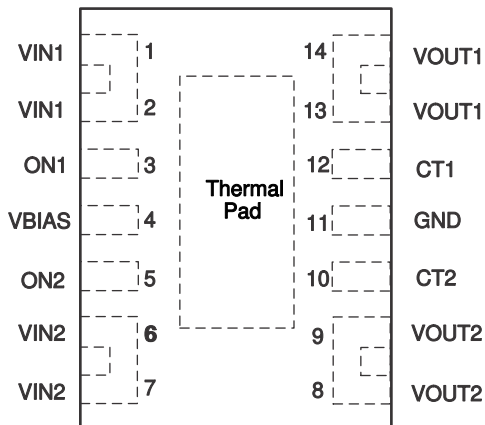 VIN1 1 14 VOUT1
VIN1 2 13 VOUT1
ON1 3 12 CT1
Thermal
Pad
VBIAS 4 11 GND
ON2 5 10 CT2
VIN2 6 9 VOUT2
VIN2 7 8 VOUT2